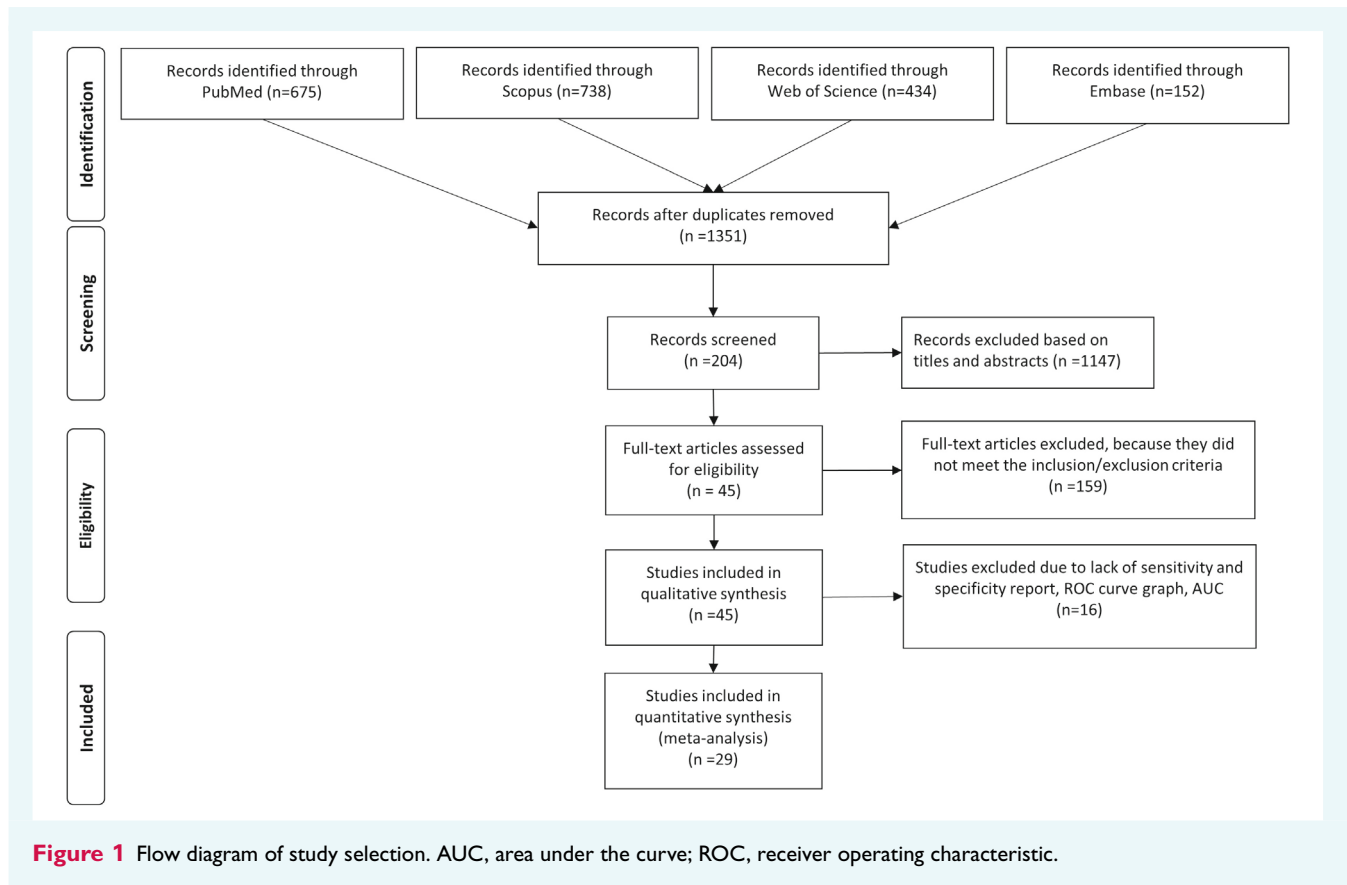 Identification
Records identified through
PubMed (n=675)
Records identified through
Scopus (n=738)
Records identified through
Web of Science (n=434)
Records identified through
Embase (n=152)
Records after duplicates removed
(n =1351)
Screening
Records screened
(n =204)
Records excluded based on
titles and abstracts (n =1147)
Eligibility
Full-text articles assessed
for eligibility
(n = 45)
Full-text articles excluded, because they did
not meet the inclusion/exclusion criteria
(n =159)
Studies included in
qualitative synthesis
(n =45)
Studies excluded due to lack of sensitivity and
specificity report, ROC curve graph, AUC
(n=16)
Included
Studies included in
quantitative synthesis
(meta-analysis)
(n =29)
Figure 1 Flow diagram of study selection. AUC, area under the curve; ROC, receiver operating characteristic.